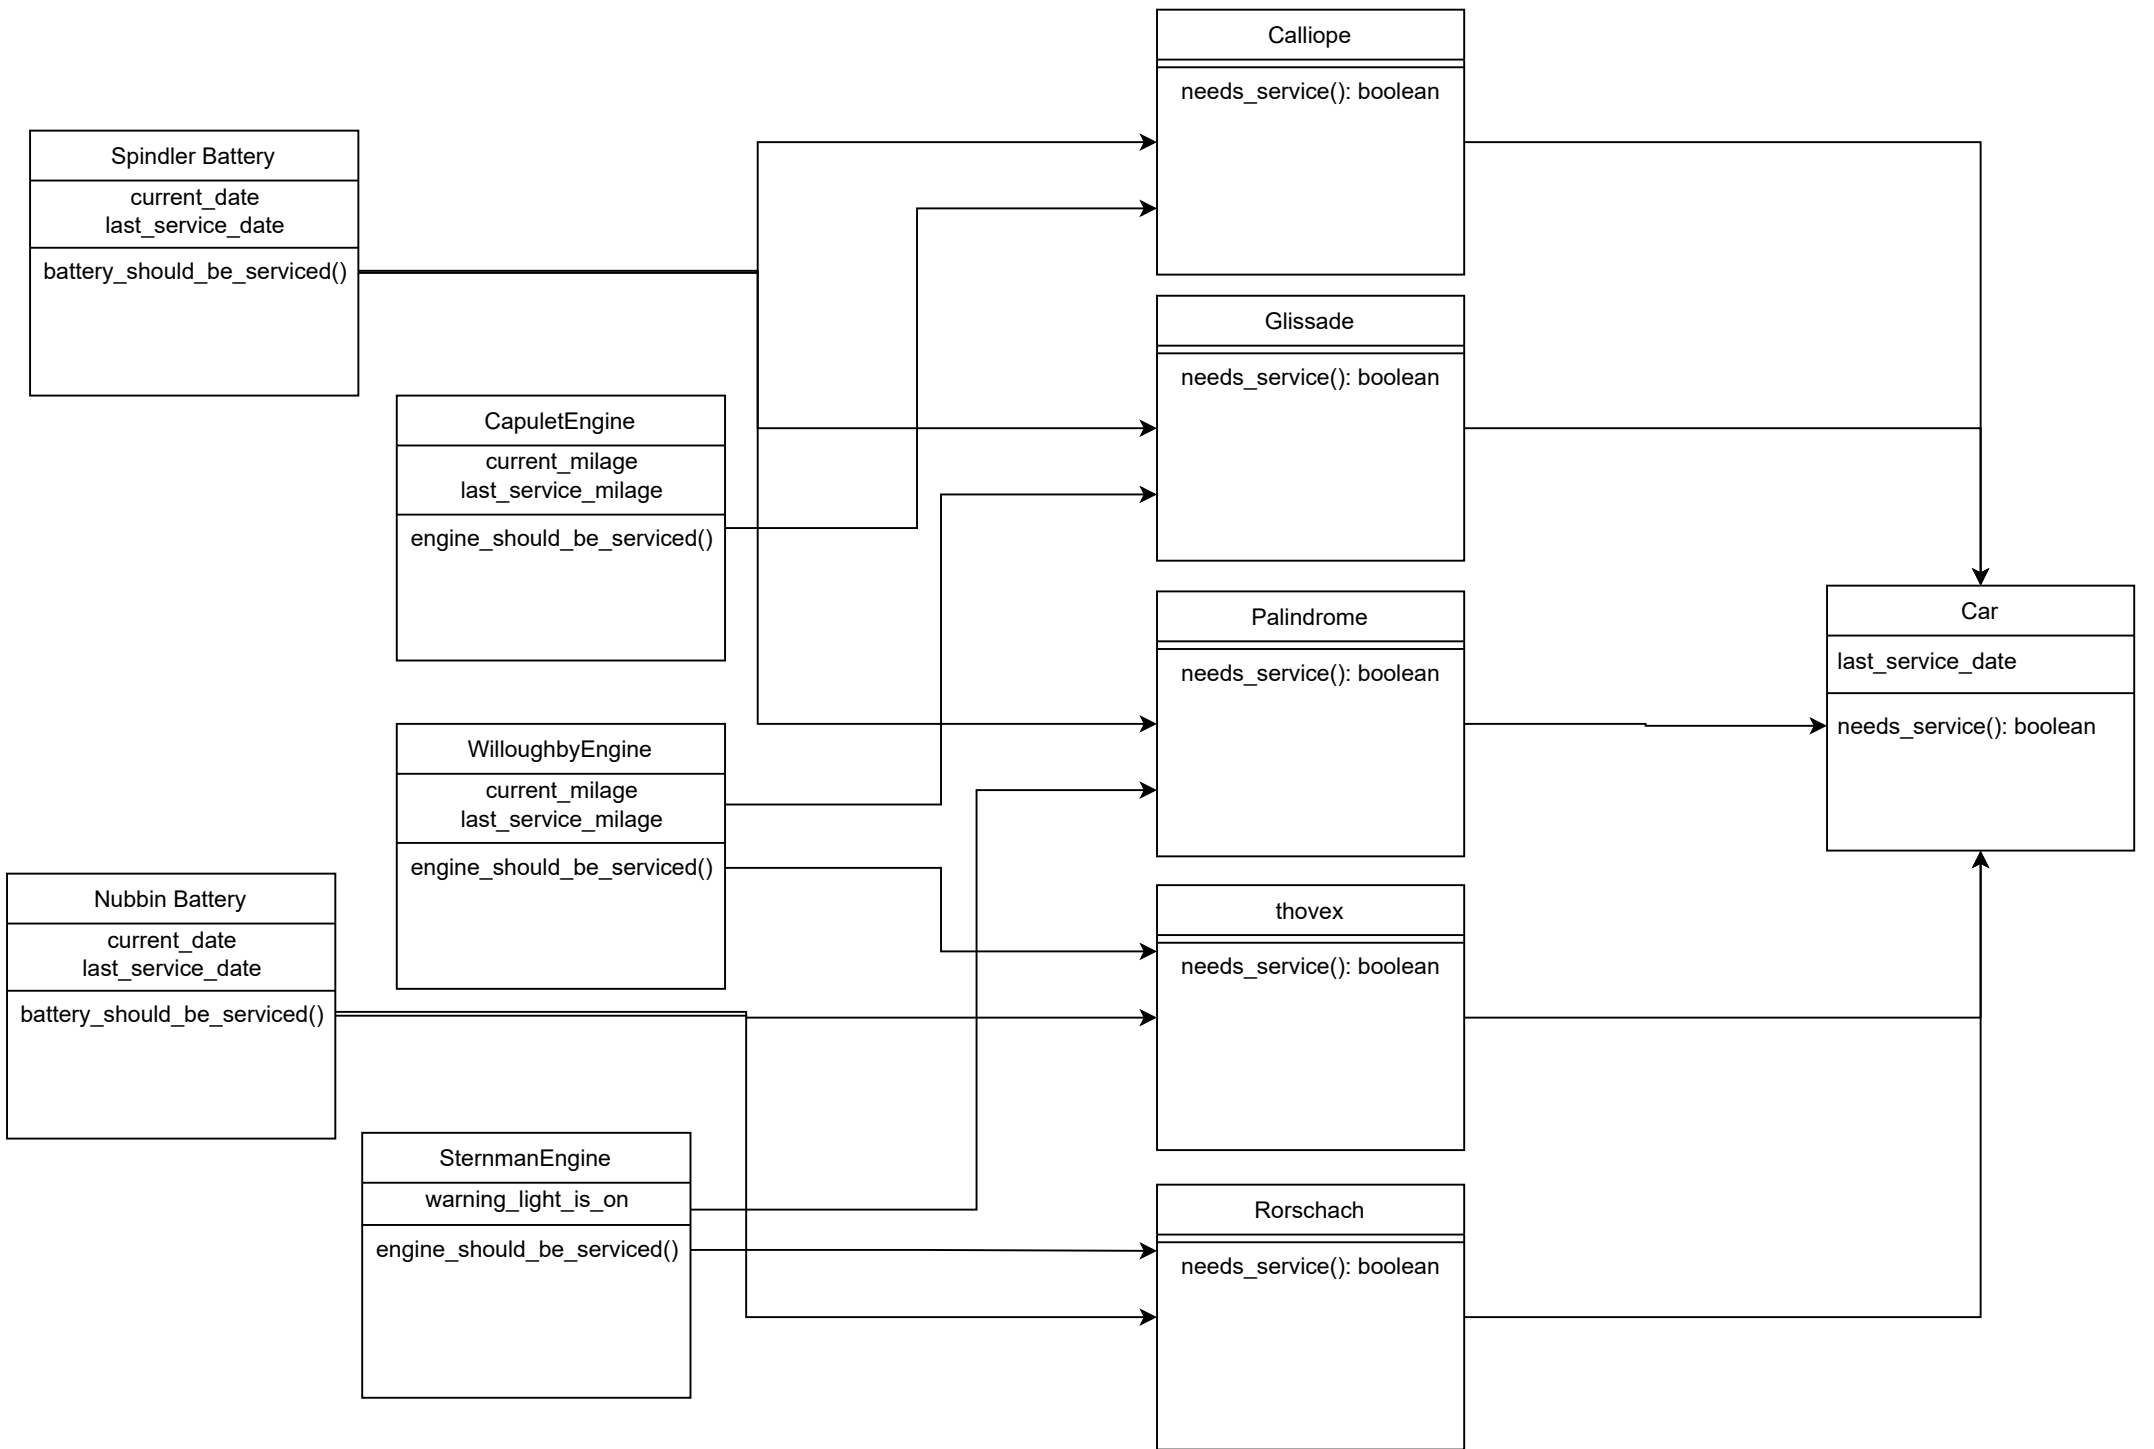 Calliope
needs_service(): boolean
Spindler Battery
current_date
last_service_date
battery_should_be_serviced()
Glissade
needs_service(): boolean
CapuletEngine
current_milage
last_service_milage
engine_should_be_serviced()
Palindrome
needs_service(): boolean
Car
last_service_date
needs_service(): boolean
WilloughbyEngine
current_milage
last_service_milage
engine_should_be_serviced()
Nubbin Battery
current_date
last_service_date
battery_should_be_serviced()
thovex
needs_service(): boolean
SternmanEngine
warning_light_is_on
engine_should_be_serviced()
Rorschach
needs_service(): boolean